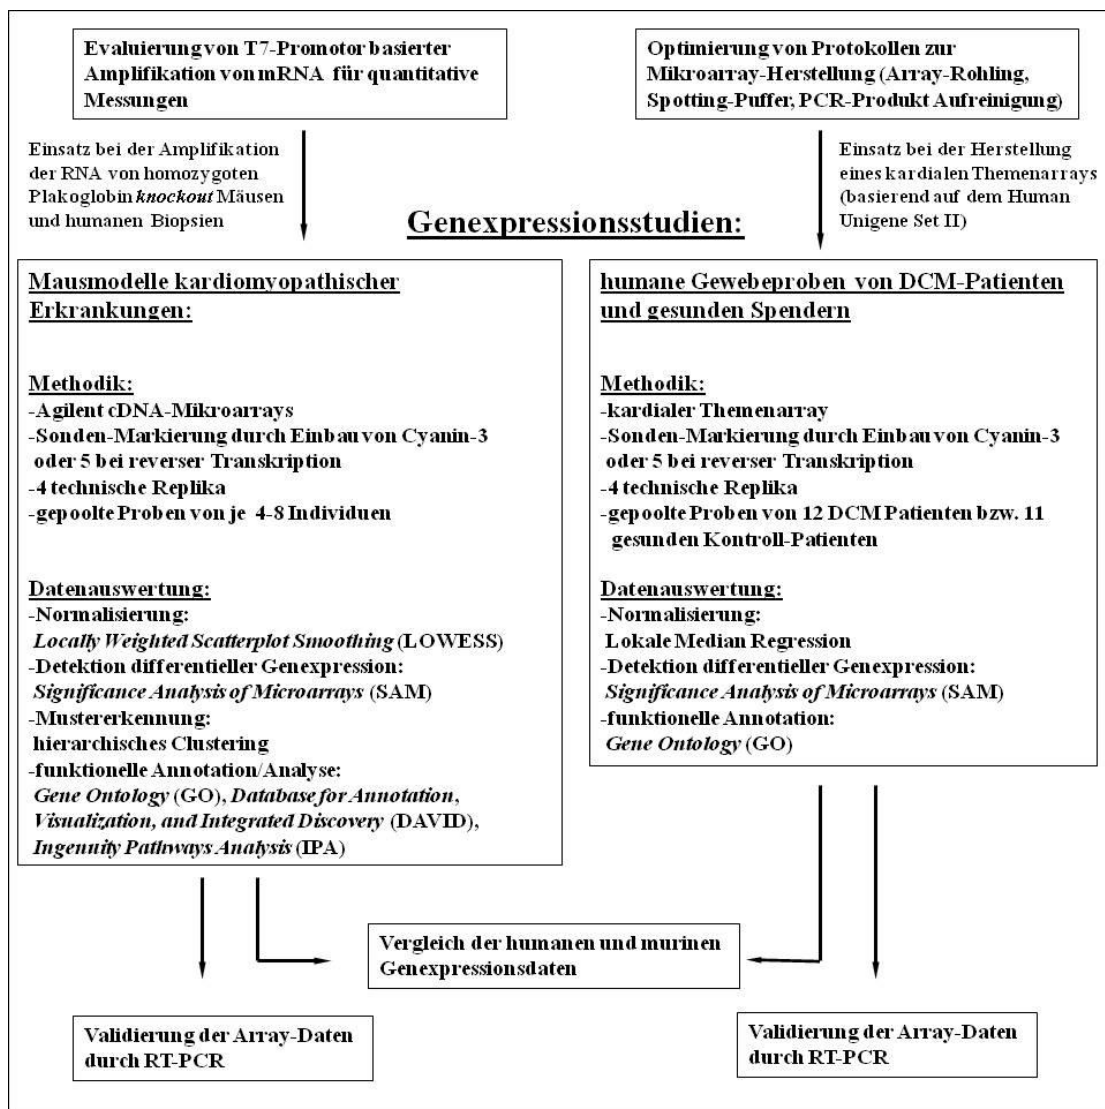 Evaluierung von T7-Promotor basierter
Amplifikation von mRNA für quantitative
Messungen
Optimierung von Protokollen zur
Mikroarray-Herstellung (Array-Rohling,
Spotting-Puffer, PCR-Produkt Aufreinigung)
Einsatz bei der Amplifikation
der RNA von homozygoten
Plakoglobin knockout Mäusen
und humanen Biopsien
Einsatz bei der Herstellung
eines kardialen Themenarrays
(basierend auf dem Human
Unigene Set II)
Genexpressionsstudien:
Mausmodelle kardiomyopathischer
Erkrankungen:
Methodik:
-Agilent cDNA-Mikroarrays
-Sonden-Markierung durch Einbau von Cyanin-3
oder 5 bei reverser Transkription
-4 technische Replika
-gepoolte Proben von je 4-8 Individuen
Datenauswertung:
-Normalisierung:
Locally Weighted Scatterplot Smoothing (LOWESS)
-Detektion differentieller Genexpression:
Significance Analysis of Microarrays (SAM)
-Mustererkennung:
hierarchisches Clustering
-funktionelle Annotation/Analyse:
Gene Ontology (GO), Database for Annotation,
Visualization, and Integrated Discovery (DAVID),
Ingenuity Pathways Analysis (IPA)
humane Gewebeproben von DCM-Patienten
und gesunden Spendern
Methodik:
-kardialer Themenarray
-Sonden-Markierung durch Einbau von Cyanin-3
oder 5 bei reverser Transkription
-4 technische Replika
-gepoolte Proben von 12 DCM Patienten bzw. 11
gesunden Kontroll-Patienten
Datenauswertung:
-Normalisierung:
Lokale Median Regression
-Detektion differentieller Genexpression:
Significance Analysis of Microarrays (SAM)
-funktionelle Annotation:
Gene Ontology (GO)
Vergleich der humanen und murinen
Genexpressionsdaten
Validierung der Array-Daten
durch RT-PCR
Validierung der Array-Daten
durch RT-PCR